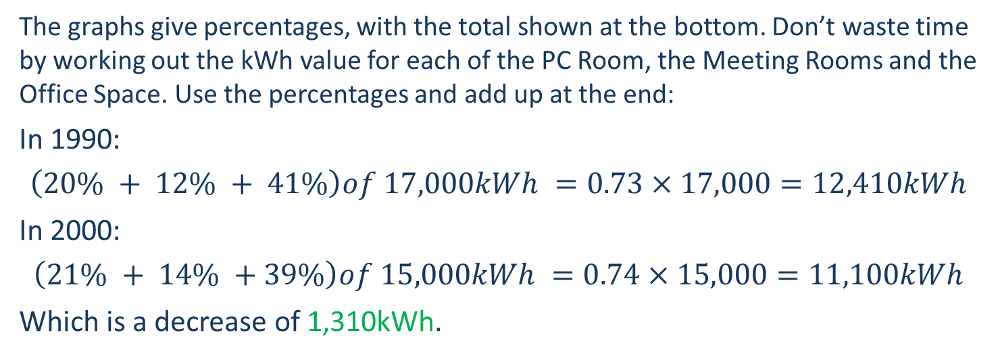 The graphs give percentages, with the total shown at the bottom. Don’t waste time
by working out the kWh value for each of the PC Room, the Meeting Rooms and the
Office Space. Use the percentages and add up at the end:
In 1990:
(20% + 12% + 41%)of 17,000kWh = 0.73 × 17,000 = 12,410kWh
In 2000:
(21% + 14% + 39%)of 15,000kWh = 0.74 × 15,000 = 11,100kWh
Which is a decrease of 1,310kWh.